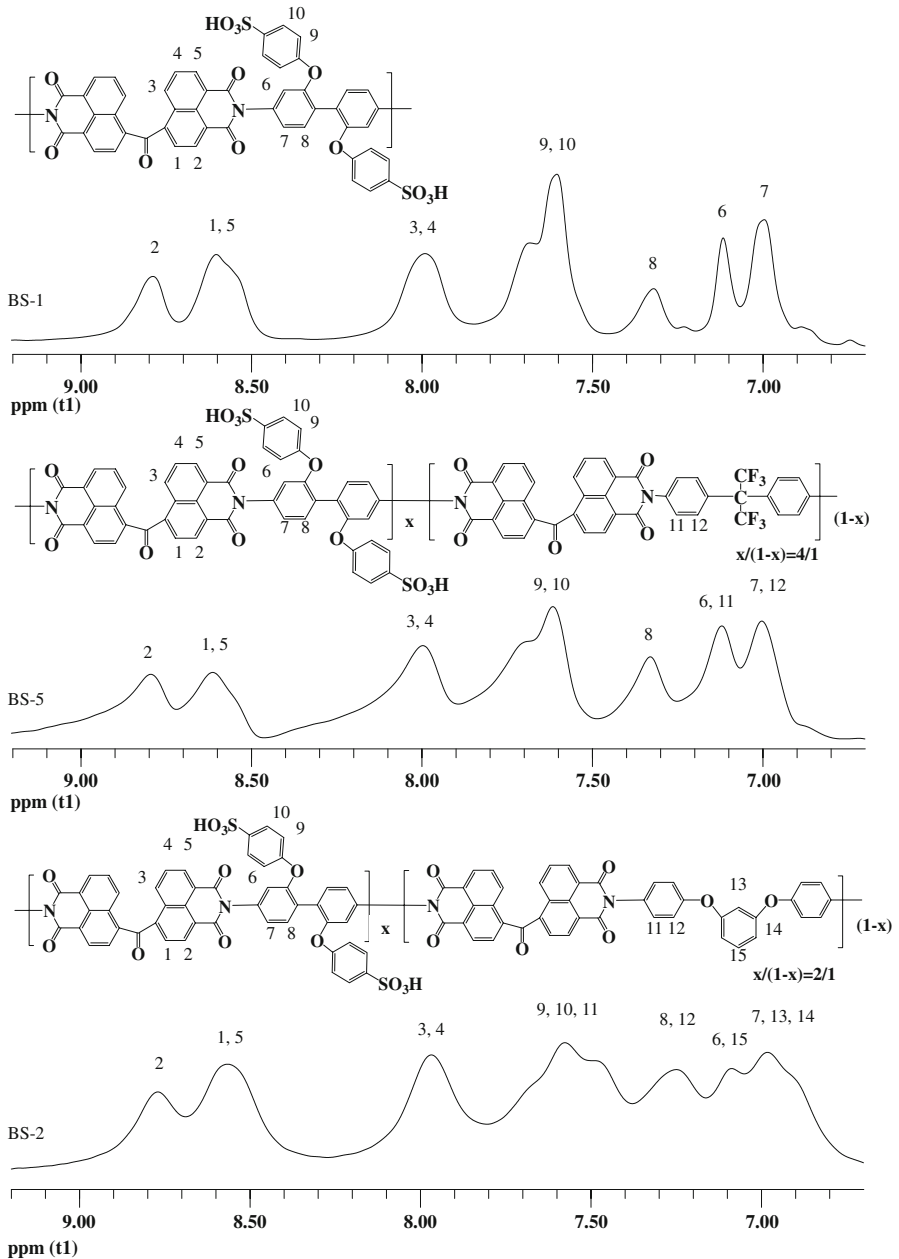 HO3S
10
9
4 5
3
6
O
O
O
N
N
O
O
O
1 2
7 8
O
SO3H
9, 10
7
6
1, 5
3, 4
2
8
BS-1
9.00 8.50 8.00 7.50 7.00
ppm (t1)
HO3S
10
9
4 5
3
6
O
O
O
N
N
O
O
O
1 2
7 8
O
SO3H
x
O
O
N
N
O
O
O
11 12
CF3
C
CF3
(1-x)
x/(1-x)=4/1
9, 10
7, 12
6, 11
3, 4
1, 5
2
8
BS-5
9.00 8.50 8.00 7.50 7.00
ppm (t1)
HO3S
10
9
4 5
3
6
O
O
O
N
N
O
O
O
1 2
7 8
O
SO3H
x
O
O
N
N
O
O
O
11 12
O
13
O
14
15
(1-x)
x/(1-x)=2/1
9, 10, 11
8, 12
7, 13, 14
6, 15
3, 4
1, 5
2
BS-2
9.00 8.50 8.00 7.50 7.00
ppm (t1)